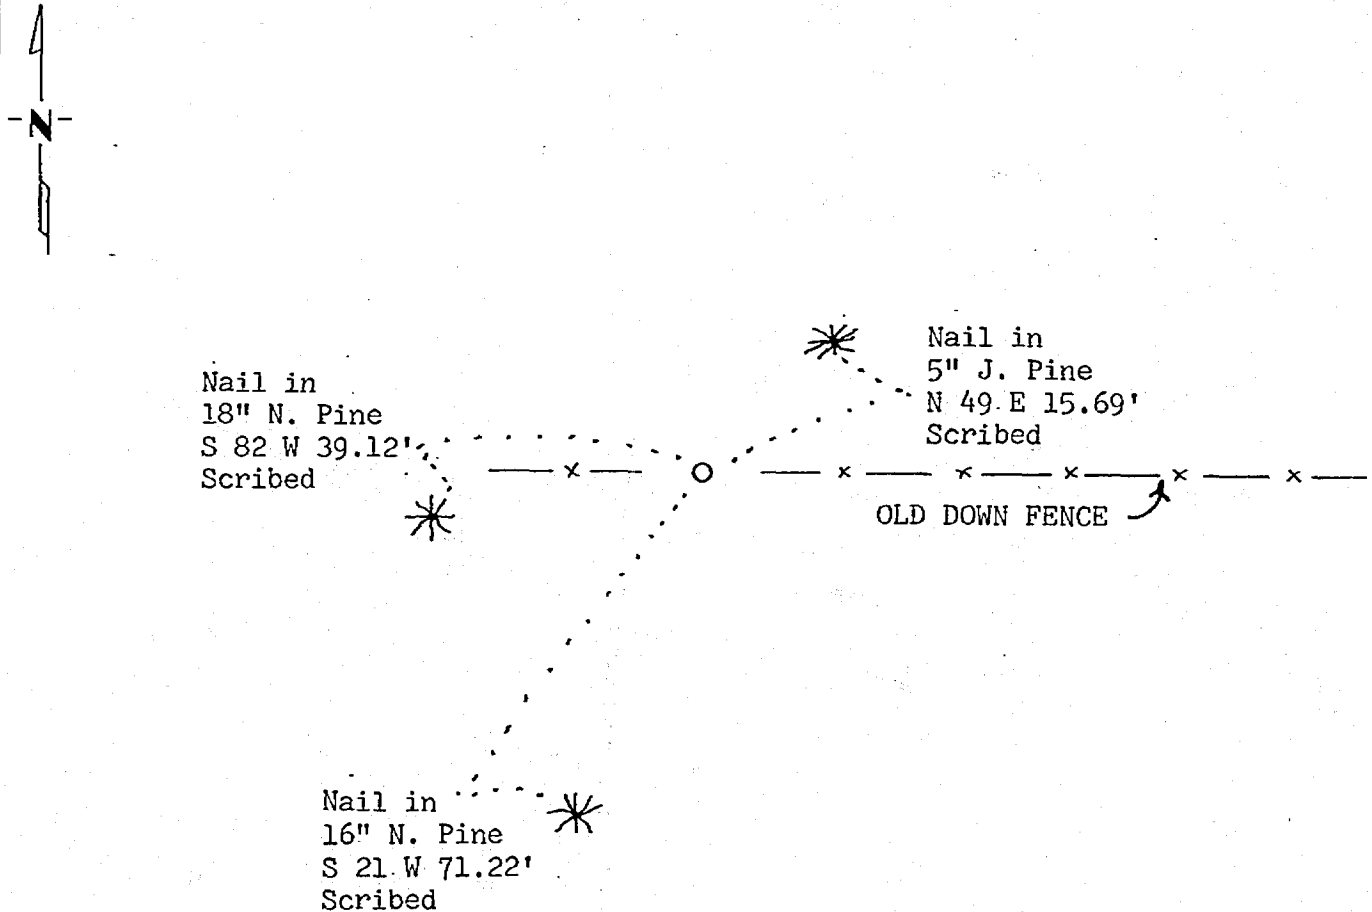 N
Nail in
5" J. Pine
N 49 E 15.69'
Scribed
Nail in
18" N. Pine
S 82 W 39.12'
Scribed
OLD DOWN FENCE
Nail in
16" N. Pine
S 21 W 71.22'
Scribed